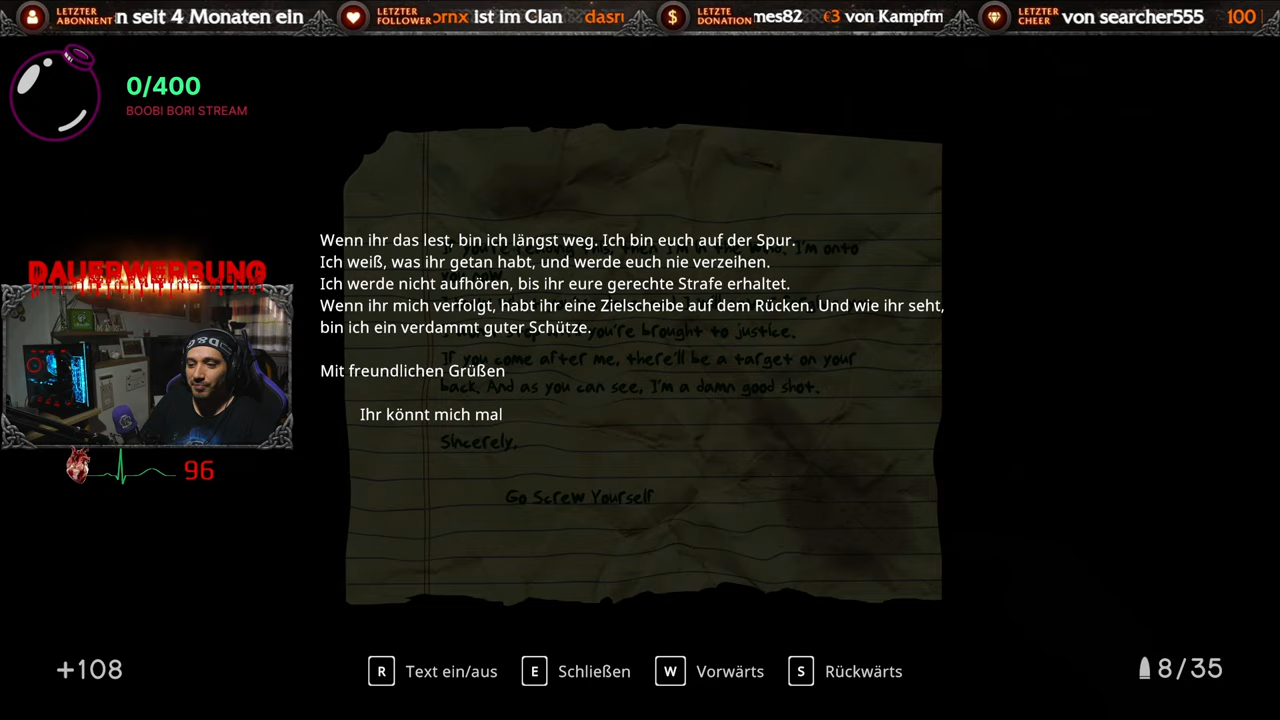 LETZTER ABONNENT
n seit 4 Monaten ein
LETZTER FOLLOWER
ornx ist im Clan
dasru
LETZTE DONATION
mes82 €3 von Kampfm
LETZTER CHEER
von searcher555 100
0/400
BOOBI BORI STREAM
Wenn ihr das lest, bin ich längst weg. Ich bin euch auf der Spur.
Ich weiß, was ihr getan habt, und werde euch nie verzeihen.
Ich werde nicht aufhören, bis ihr eure gerechte Strafe erhaltet.
Wenn ihr mich verfolgt, habt ihr eine Zielscheibe auf dem Rücken. Und wie ihr seht,
bin ich ein verdammt guter Schütze.
Mit freundlichen Grüßen
Ihr könnt mich mal
I'm onto
you're brought to justice.
If you come after me, there'll be a target on your
back. And as you can see, I'm a damn good shot.
Sincerely,
Go Screw Yourself
DAUERWERBUNG
96
+108
R Text ein/aus
E Schließen
W Vorwärts
S Rückwärts
8/35